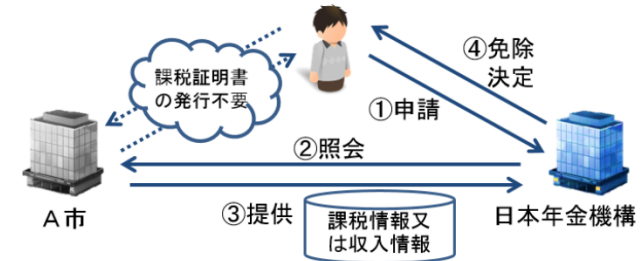 ④免除
決定
課税証明書
の発行不要
①申請
②照会
A市
③提供
課税情報又
は収入情報
日本年金機構